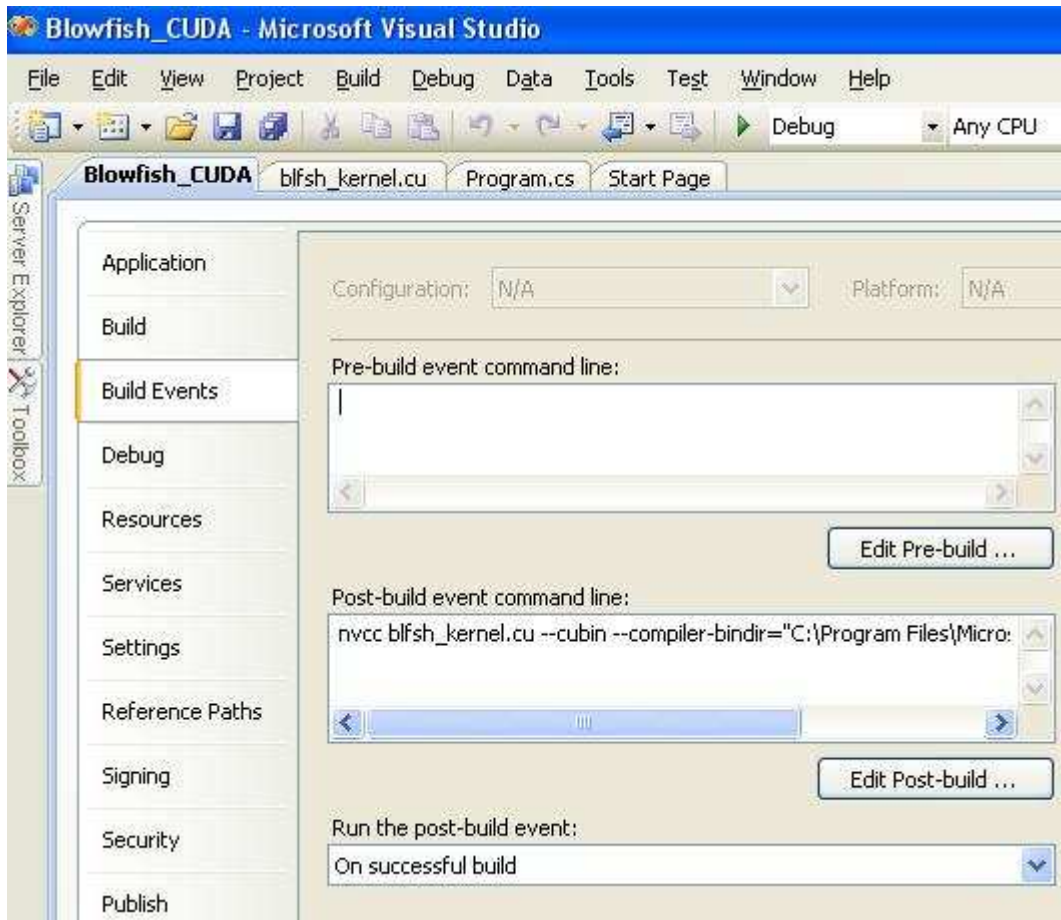 Blowfish_CUDA - Microsoft Visual Studio
File Edit View Project Build Debug Data Tools Test Window Help
Debug Any CPU
Blowfish_CUDA blfsh_kernel.cu Program.cs Start Page
Server Explorer
Toolbox
Application
Build
Build Events
Debug
Resources
Services
Settings
Reference Paths
Signing
Security
Publish
Configuration: N/A Platform: N/A
Pre-build event command line:
Edit Pre-build ...
Post-build event command line:
nvcc blfsh_kernel.cu --cubin --compiler-bindir="C:\Program Files\Micro
Edit Post-build ...
Run the post-build event:
On successful build